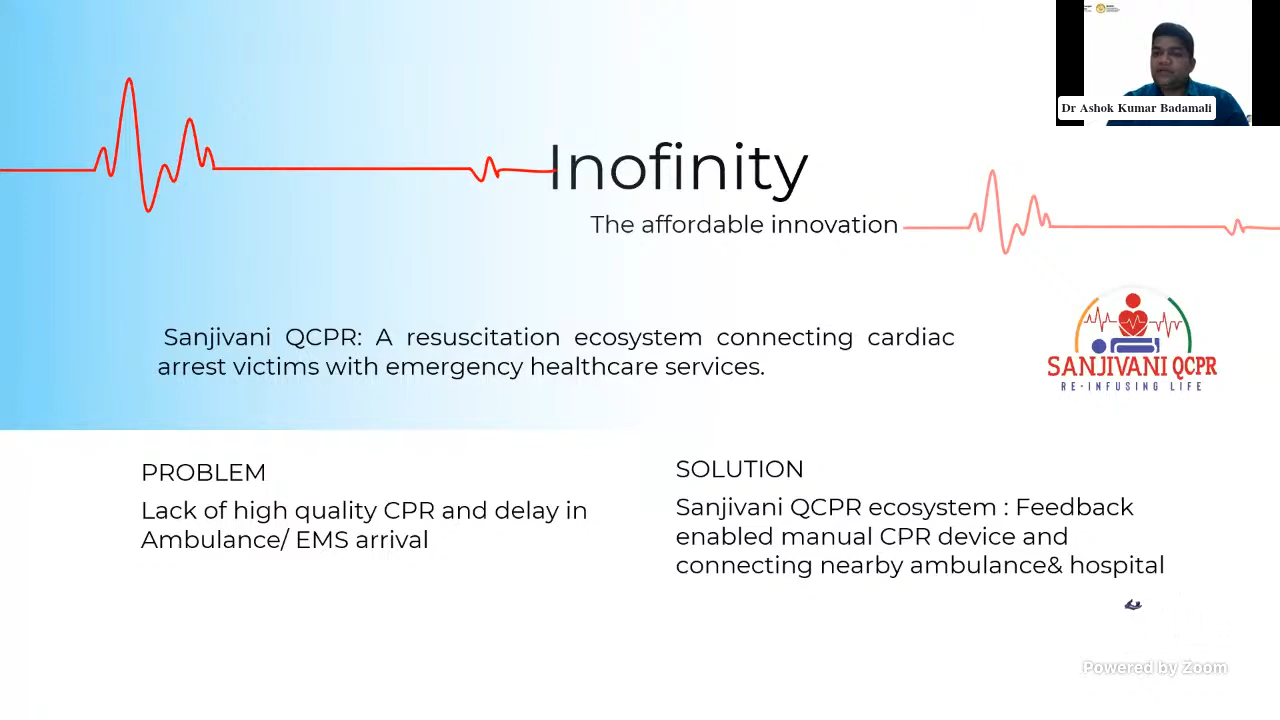 Dr Ashok Kumar Badamali
Inofinity
The affordable innovation
Sanjivani QCPR: A resuscitation ecosystem connecting cardiac
arrest victims with emergency healthcare services.
SANJIVANI QCPR
RE-INFUSING LIFE
PROBLEM
Lack of high quality CPR and delay in
Ambulance/ EMS arrival
SOLUTION
Sanjivani QCPR ecosystem : Feedback
enabled manual CPR device and
connecting nearby ambulance& hospital
Powered by Zoom